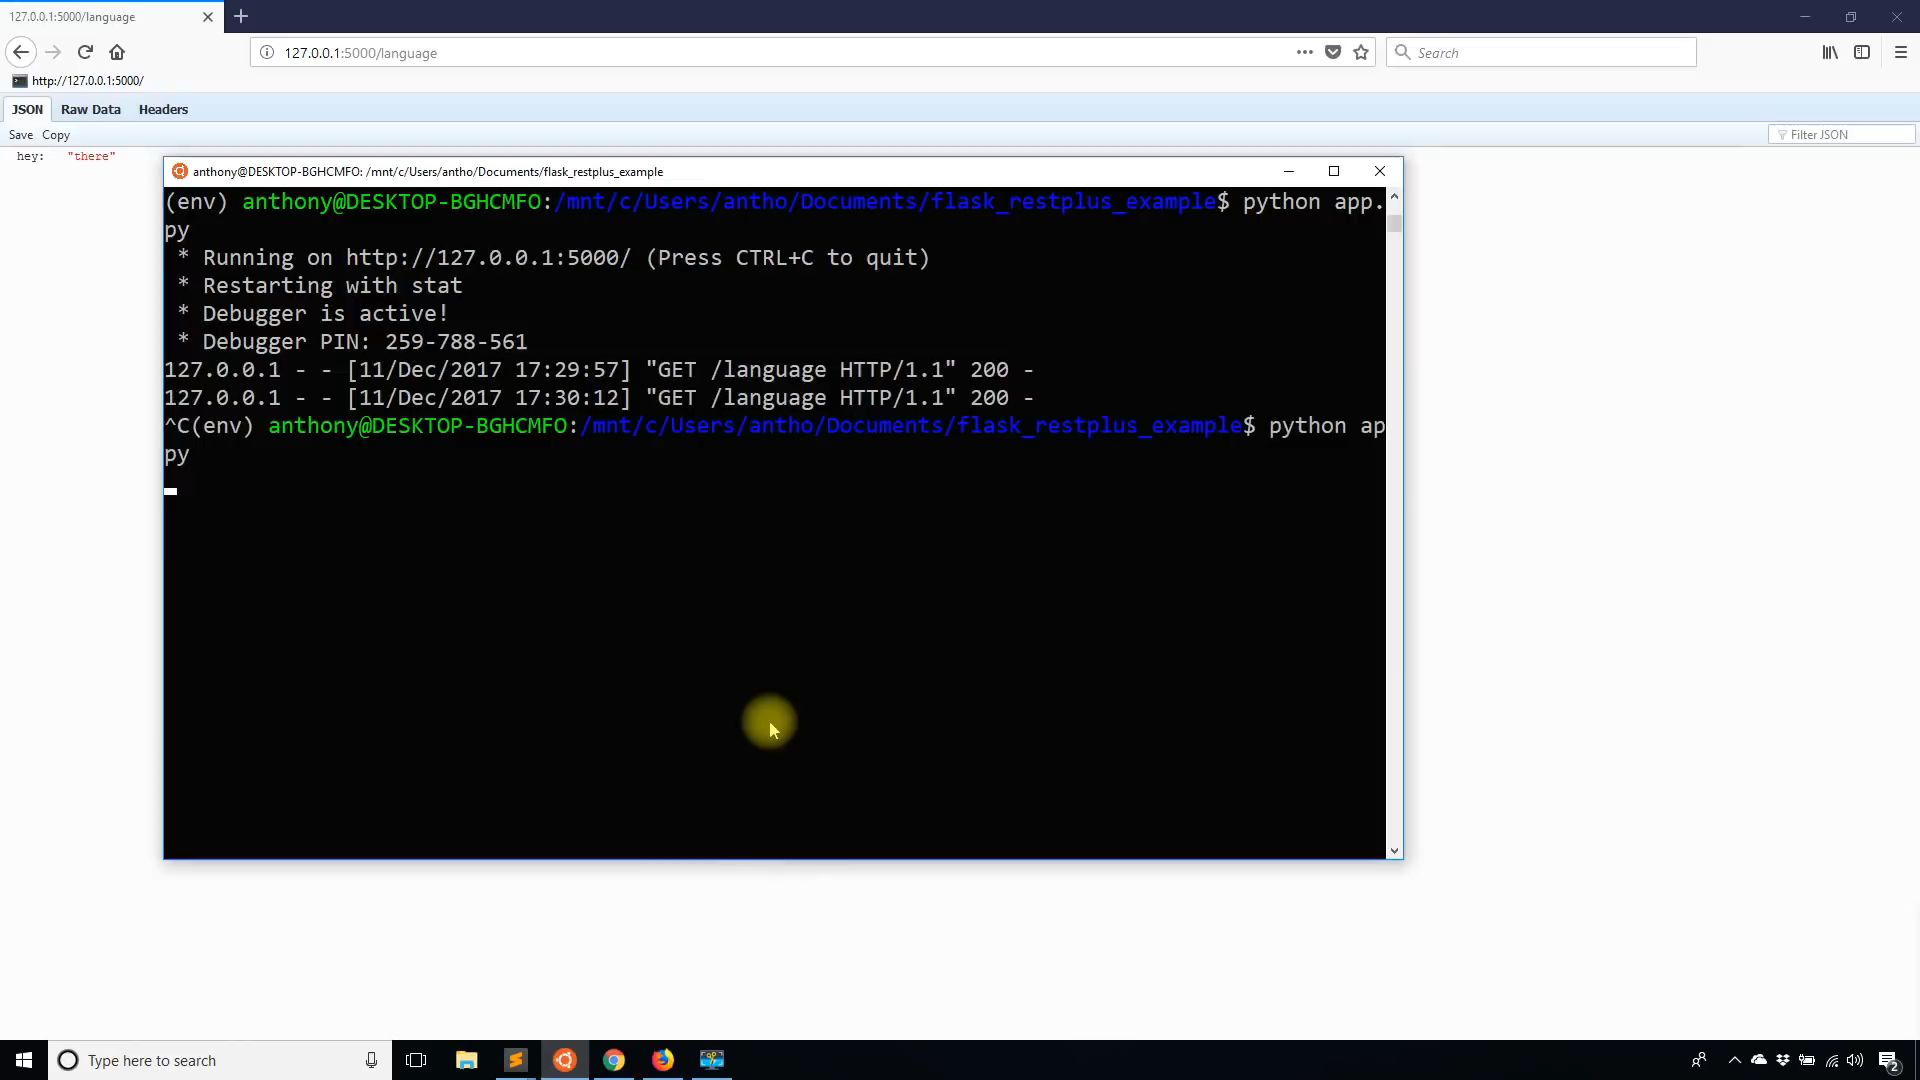 127.0.0.1:5000/language
127.0.0.1:5000/language
Search
http://127.0.0.1:5000/
JSON Raw Data Headers
Save Copy
Filter JSON
hey: "there"
anthony@DESKTOP-BGHCMFO: /mnt/c/Users/antho/Documents/flask_restplus_example
(env) anthony@DESKTOP-BGHCMFO:/mnt/c/Users/antho/Documents/flask_restplus_example$ python app.
py
* Running on http://127.0.0.1:5000/ (Press CTRL+C to quit)
* Restarting with stat
* Debugger is active!
* Debugger PIN: 259-788-561
127.0.0.1 - - [11/Dec/2017 17:29:57] "GET /language HTTP/1.1" 200 -
127.0.0.1 - - [11/Dec/2017 17:30:12] "GET /language HTTP/1.1" 200 -
^C(env) anthony@DESKTOP-BGHCMFO:/mnt/c/Users/antho/Documents/flask_restplus_example$ python ap
py
Type here to search
2